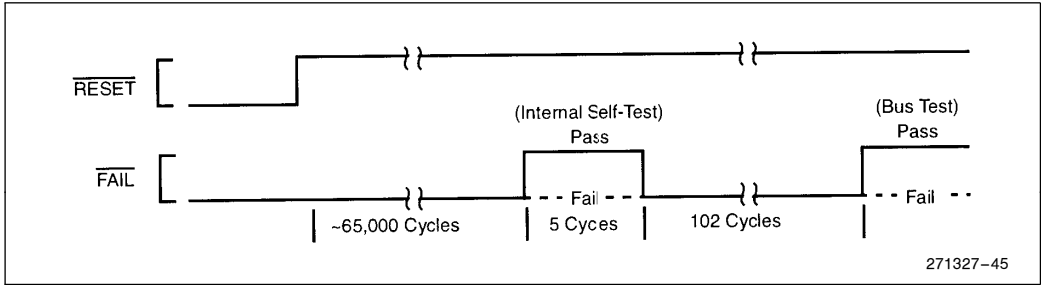 RESET
(Internal Self-Test)
Pass
(Bus Test)
Pass
FAIL
Fail
Fail
~65,000 Cycles
5 Cyces
102 Cycles
271327–45